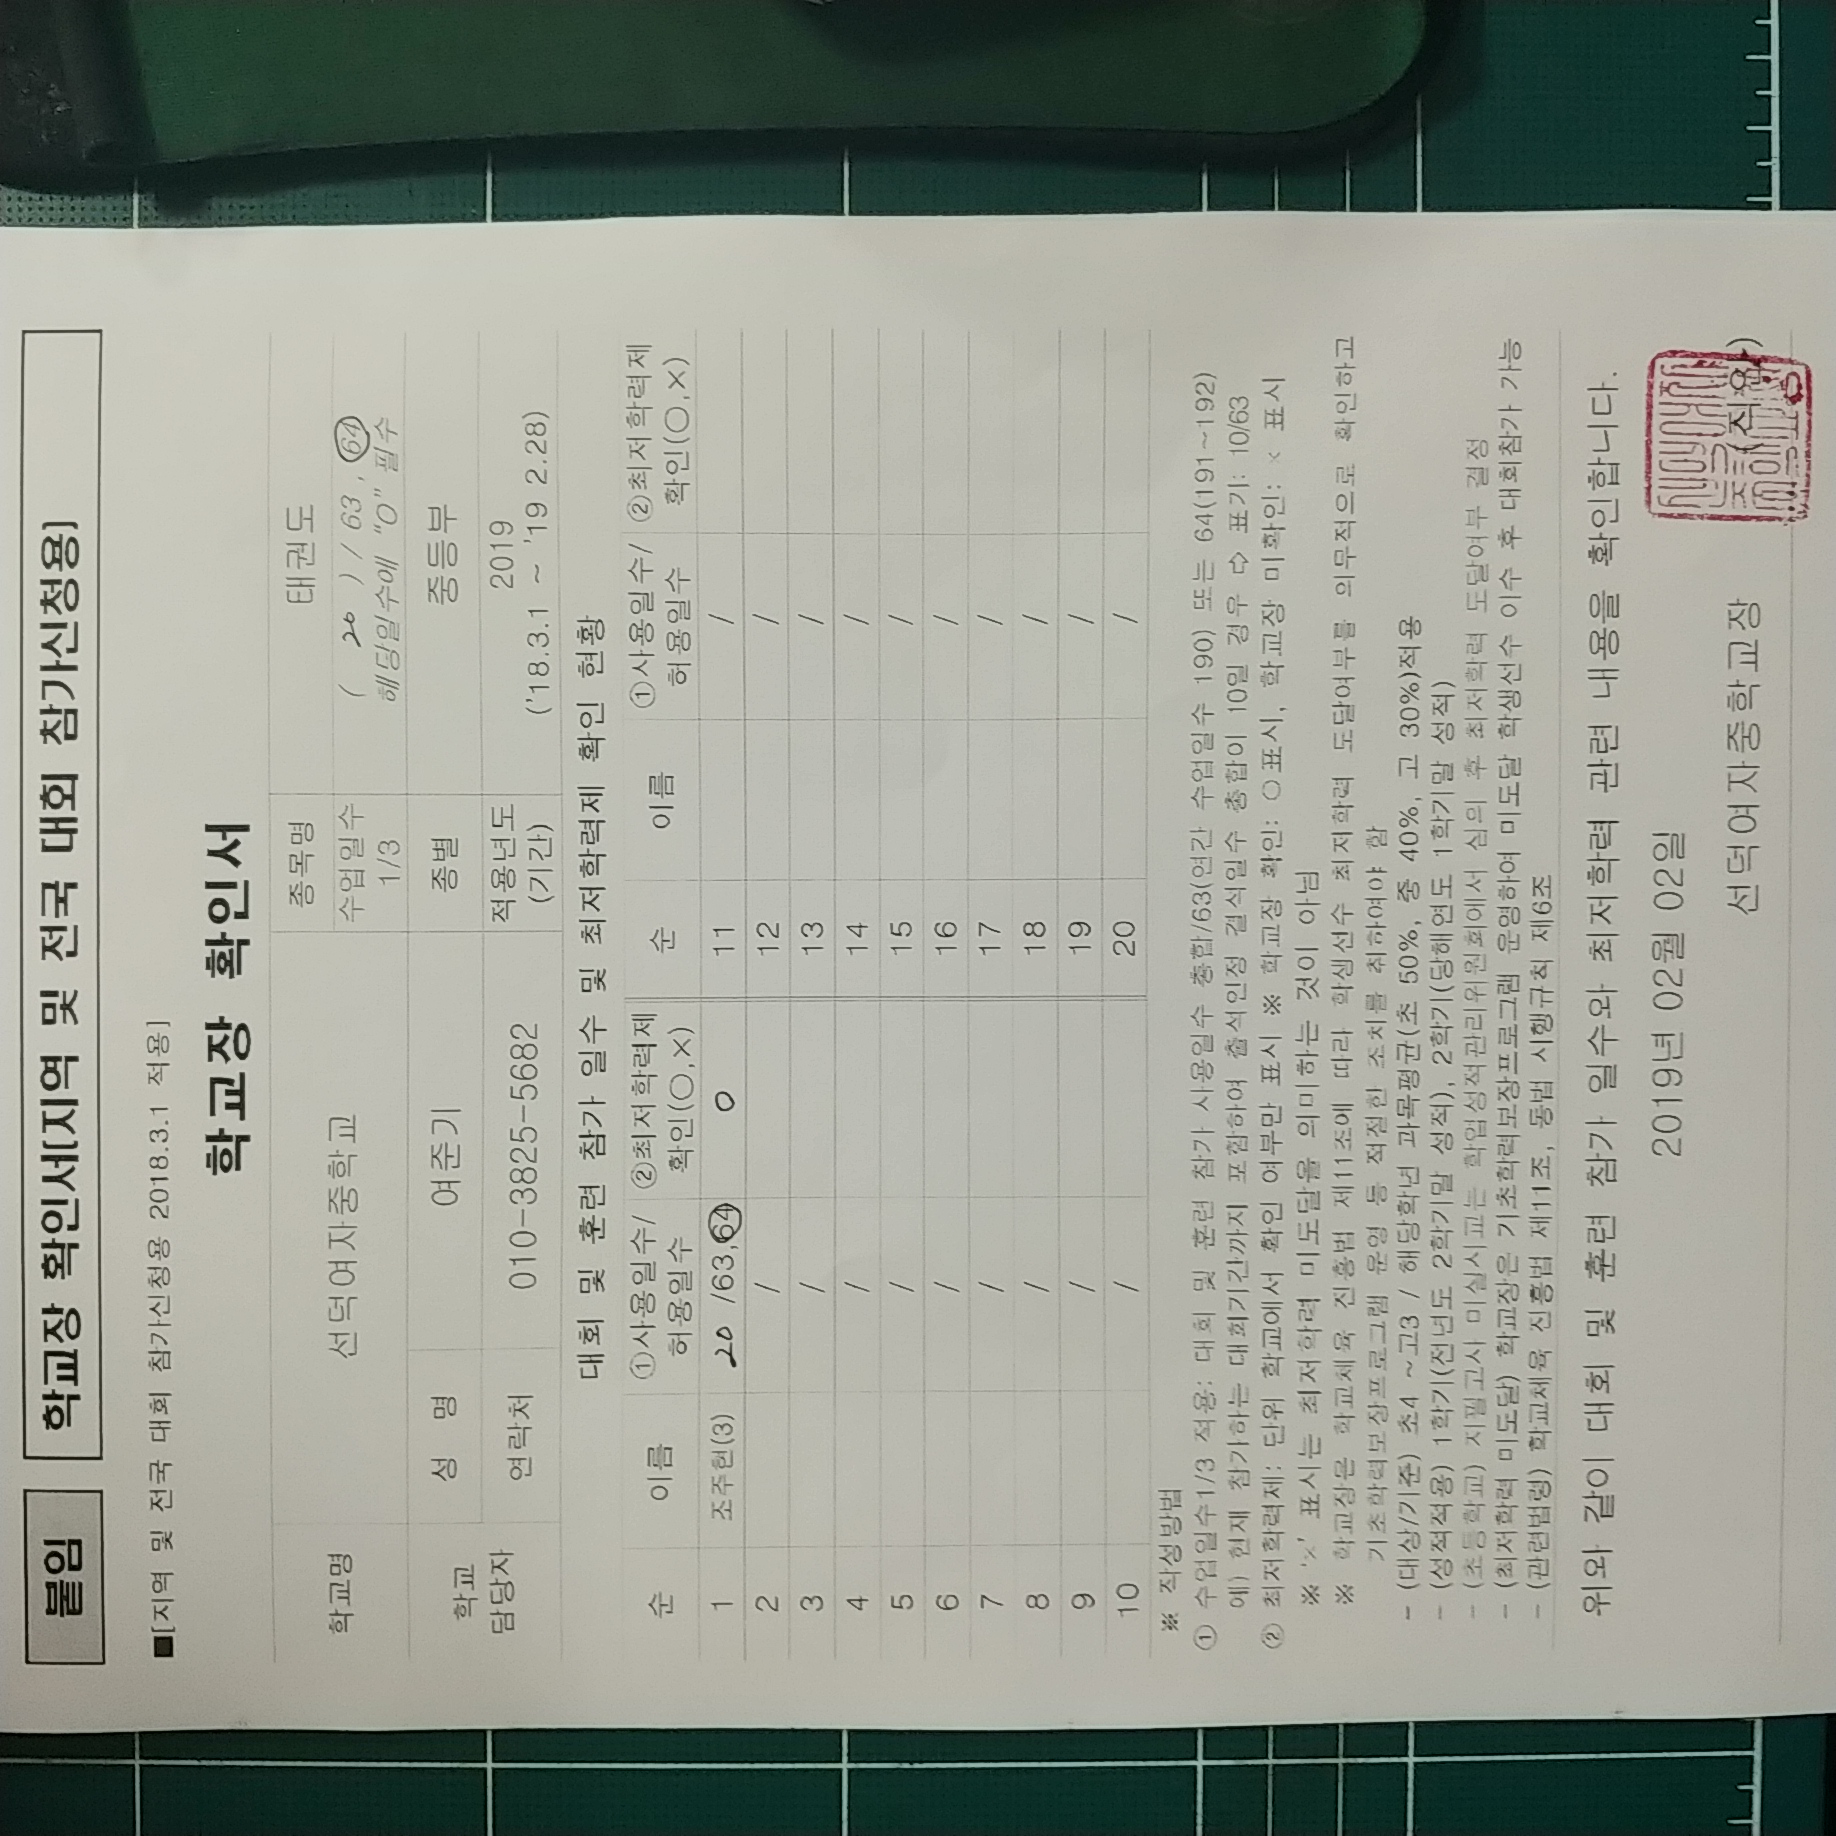 붙임
학교장 확인서[지역 및 전국 대회 참가신청용]
■[지역 및 전국 대회 참가신청용 2018.3.1 적용]
학교장 확인서
학교명 선덕여자중학교 종목명 태권도
수업일수 1/3 ( 20 ) / 63, 64
해당일수에 "O" 필수
학교 담당자 성 명 여준기 종별 중등부
연락처 010-3825-5682 적용년도 (기간) 2019
('18.3.1 ~ '19 2.28)
대회 및 훈련 참가 일수 및 최저학력제 확인 현황
순 이름 ①사용일수/허용일수 ②최저학력제 확인(○,×) 순 이름 ①사용일수/허용일수 ②최저학력제 확인(○,×)
1 조주현(3) 20 /63,64 O 11 /
2 / 12 /
3 / 13 /
4 / 14 /
5 / 15 /
6 / 16 /
7 / 17 /
8 / 18 /
9 / 19 /
10 / 20 /
※ 작성방법
① 수업일수1/3 적용: 대회 및 훈련 참가 사용일수 총합/63(연간 수업일수 190) 또는 64(191~192)
예) 현재 참가하는 대회기간까지 포함하여 출석인정 결석일수 총합이 10일 경우 ⇨ 표기: 10/63
② 최저학력제: 단위 학교에서 확인 여부만 표시 ※ 학교장 확인: ○표시, 학교장 미확인: × 표시
※ '×' 표시는 최저학력 미도달을 의미하는 것이 아님
※ 학교장은 학교체육 진흥법 제11조에 따라 학생선수 최저학력 도달여부를 의무적으로 확인하고
기초학력보장프로그램 운영 등 적절한 조치를 취하여야 함
- (대상/기준) 초4 ~고3 / 해당학년 과목평균(초 50%, 중 40%, 고 30%)적용
- (성적적용) 1학기(전년도 2학기말 성적), 2학기(당해연도 1학기말 성적)
- (초등학교) 지필고사 미실시교는 학업성적관리위원회에서 심의 후 최저학력 도달여부 결정
- (최저학력 미도달) 학교장은 기초학력보장프로그램 운영하여 미도달 학생선수 이수 후 대회참가 가능
- (관련법령) 학교체육 진흥법 제11조, 동법 시행규칙 제6조
위와 같이 대회 및 훈련 참가 일수와 최저학력 관련 내용을 확인합니다.
2019년 02월 02일
선덕여자중학교장 (직인)